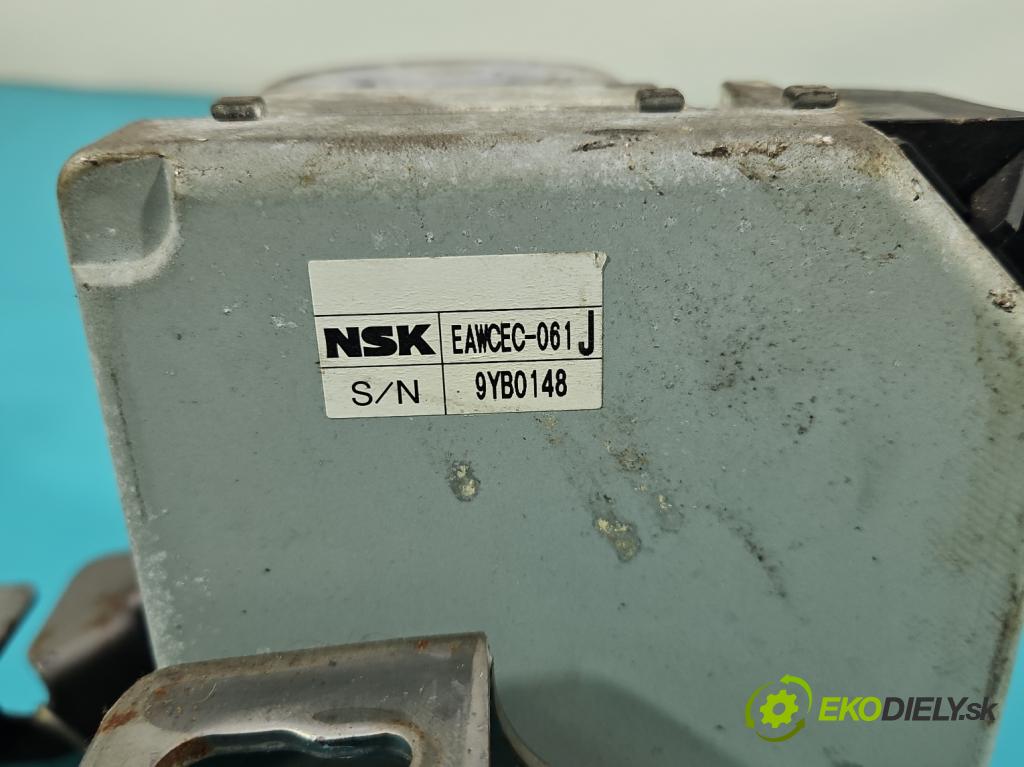 NSK EAWCEC-061 J
S/N 9YB0148
EKODIELY.sk